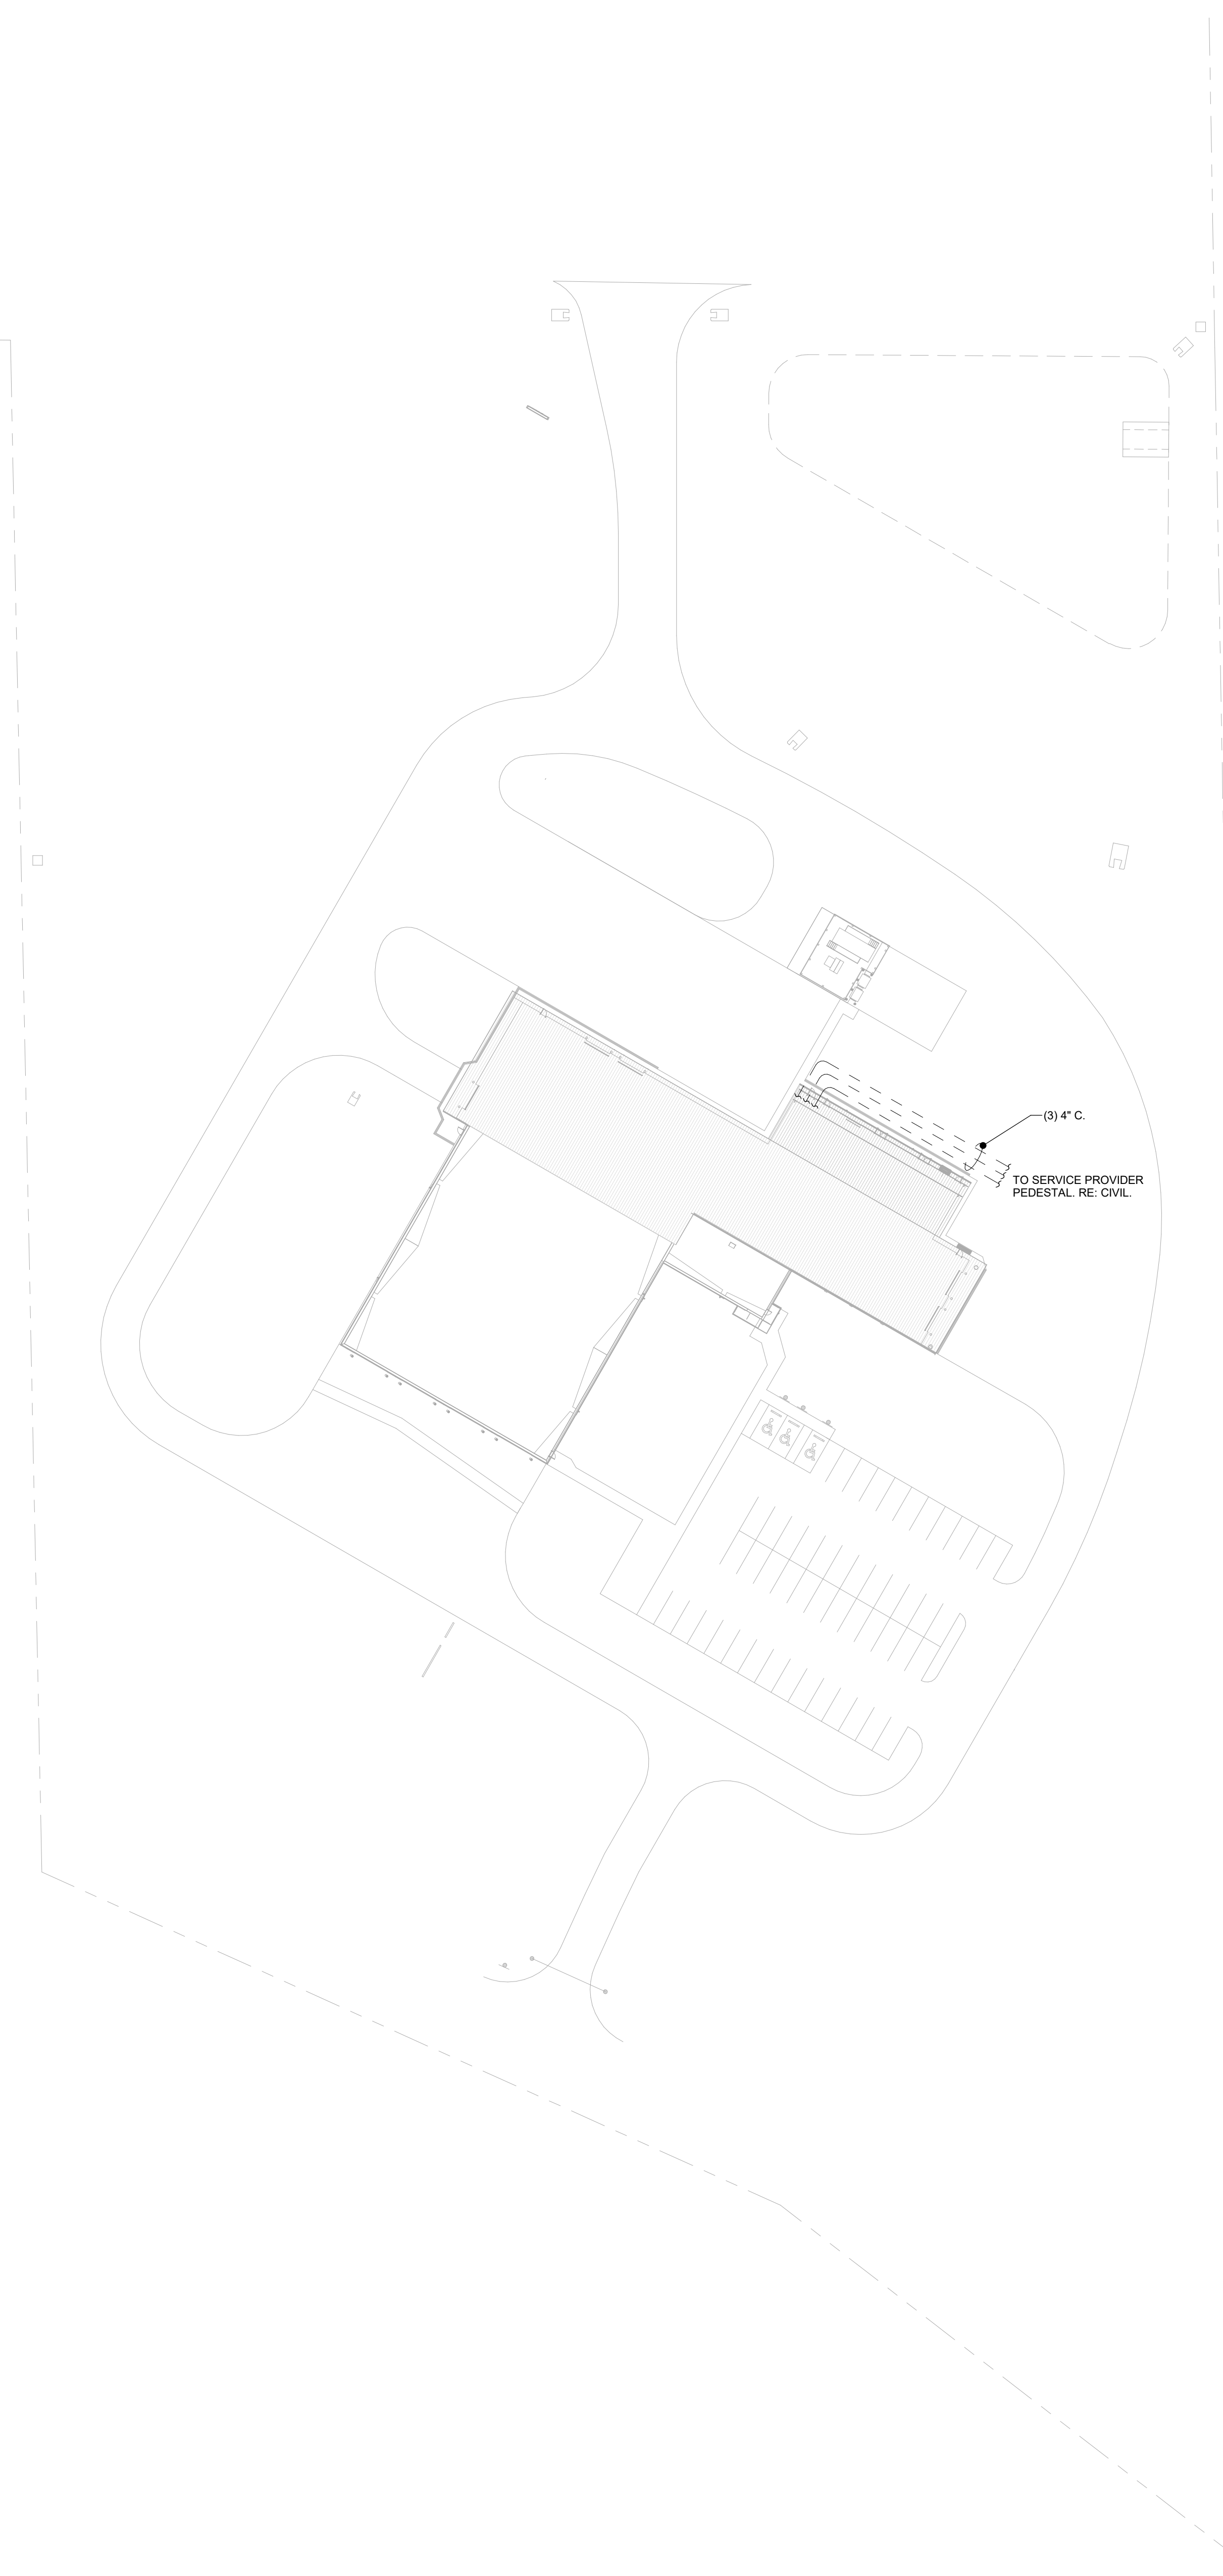 (3) 4" C.
TO SERVICE PROVIDER
PEDESTAL. RE: CIVIL.